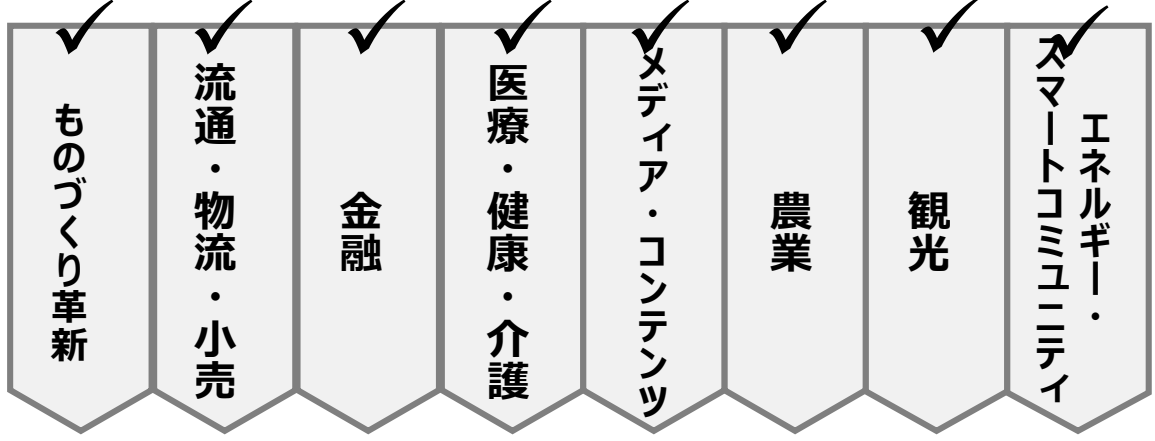 ものづくり革新
流通・物流・小売
金融
医療・健康・介護
メディア・コンテンツ
農業
観光
エネルギー・
スマートコミュニティ